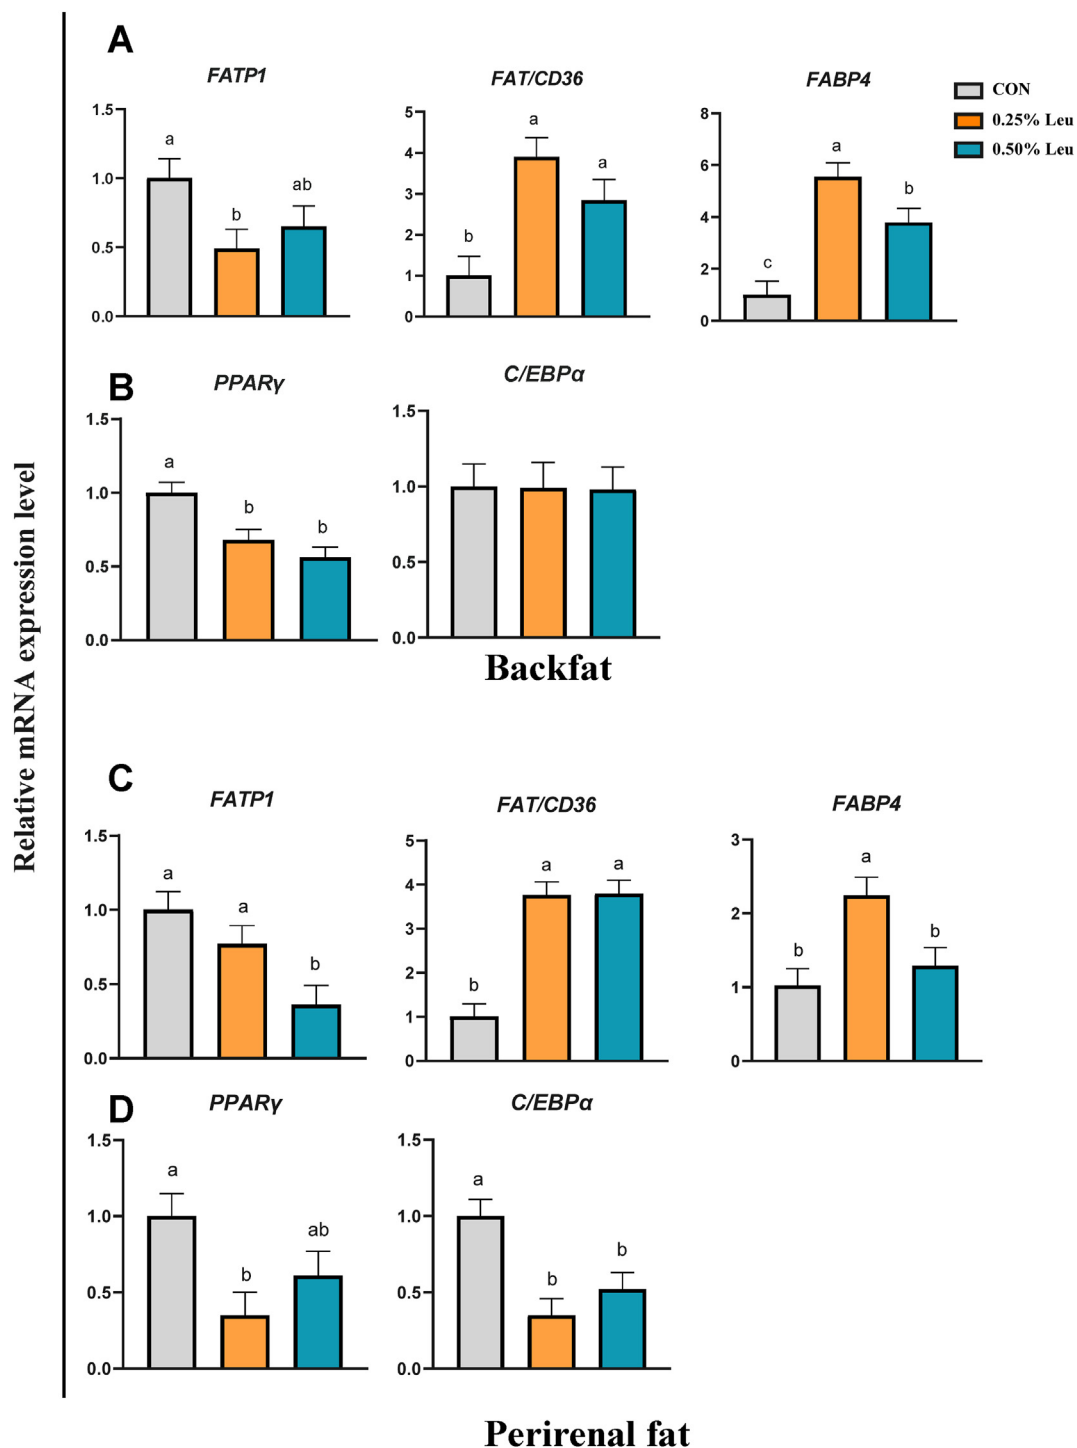 Relative mRNA expression level
A
FATP1
1.5
1.0
0.5
0.0
a
b
ab
FAT/CD36
5
4
3
2
1
0
b
a
a
FABP4
8
6
4
2
0
c
a
b
CON
0.25% Leu
0.50% Leu
B
PPARγ
1.5
1.0
0.5
0.0
a
b
b
C/EBPα
1.5
1.0
0.5
0.0
Backfat
C
FATP1
1.5
1.0
0.5
0.0
a
a
b
FAT/CD36
5
4
3
2
1
0
b
a
a
FABP4
3
2
1
0
b
a
b
D
PPARγ
1.5
1.0
0.5
0.0
a
b
ab
C/EBPα
1.5
1.0
0.5
0.0
a
b
b
Perirenal fat